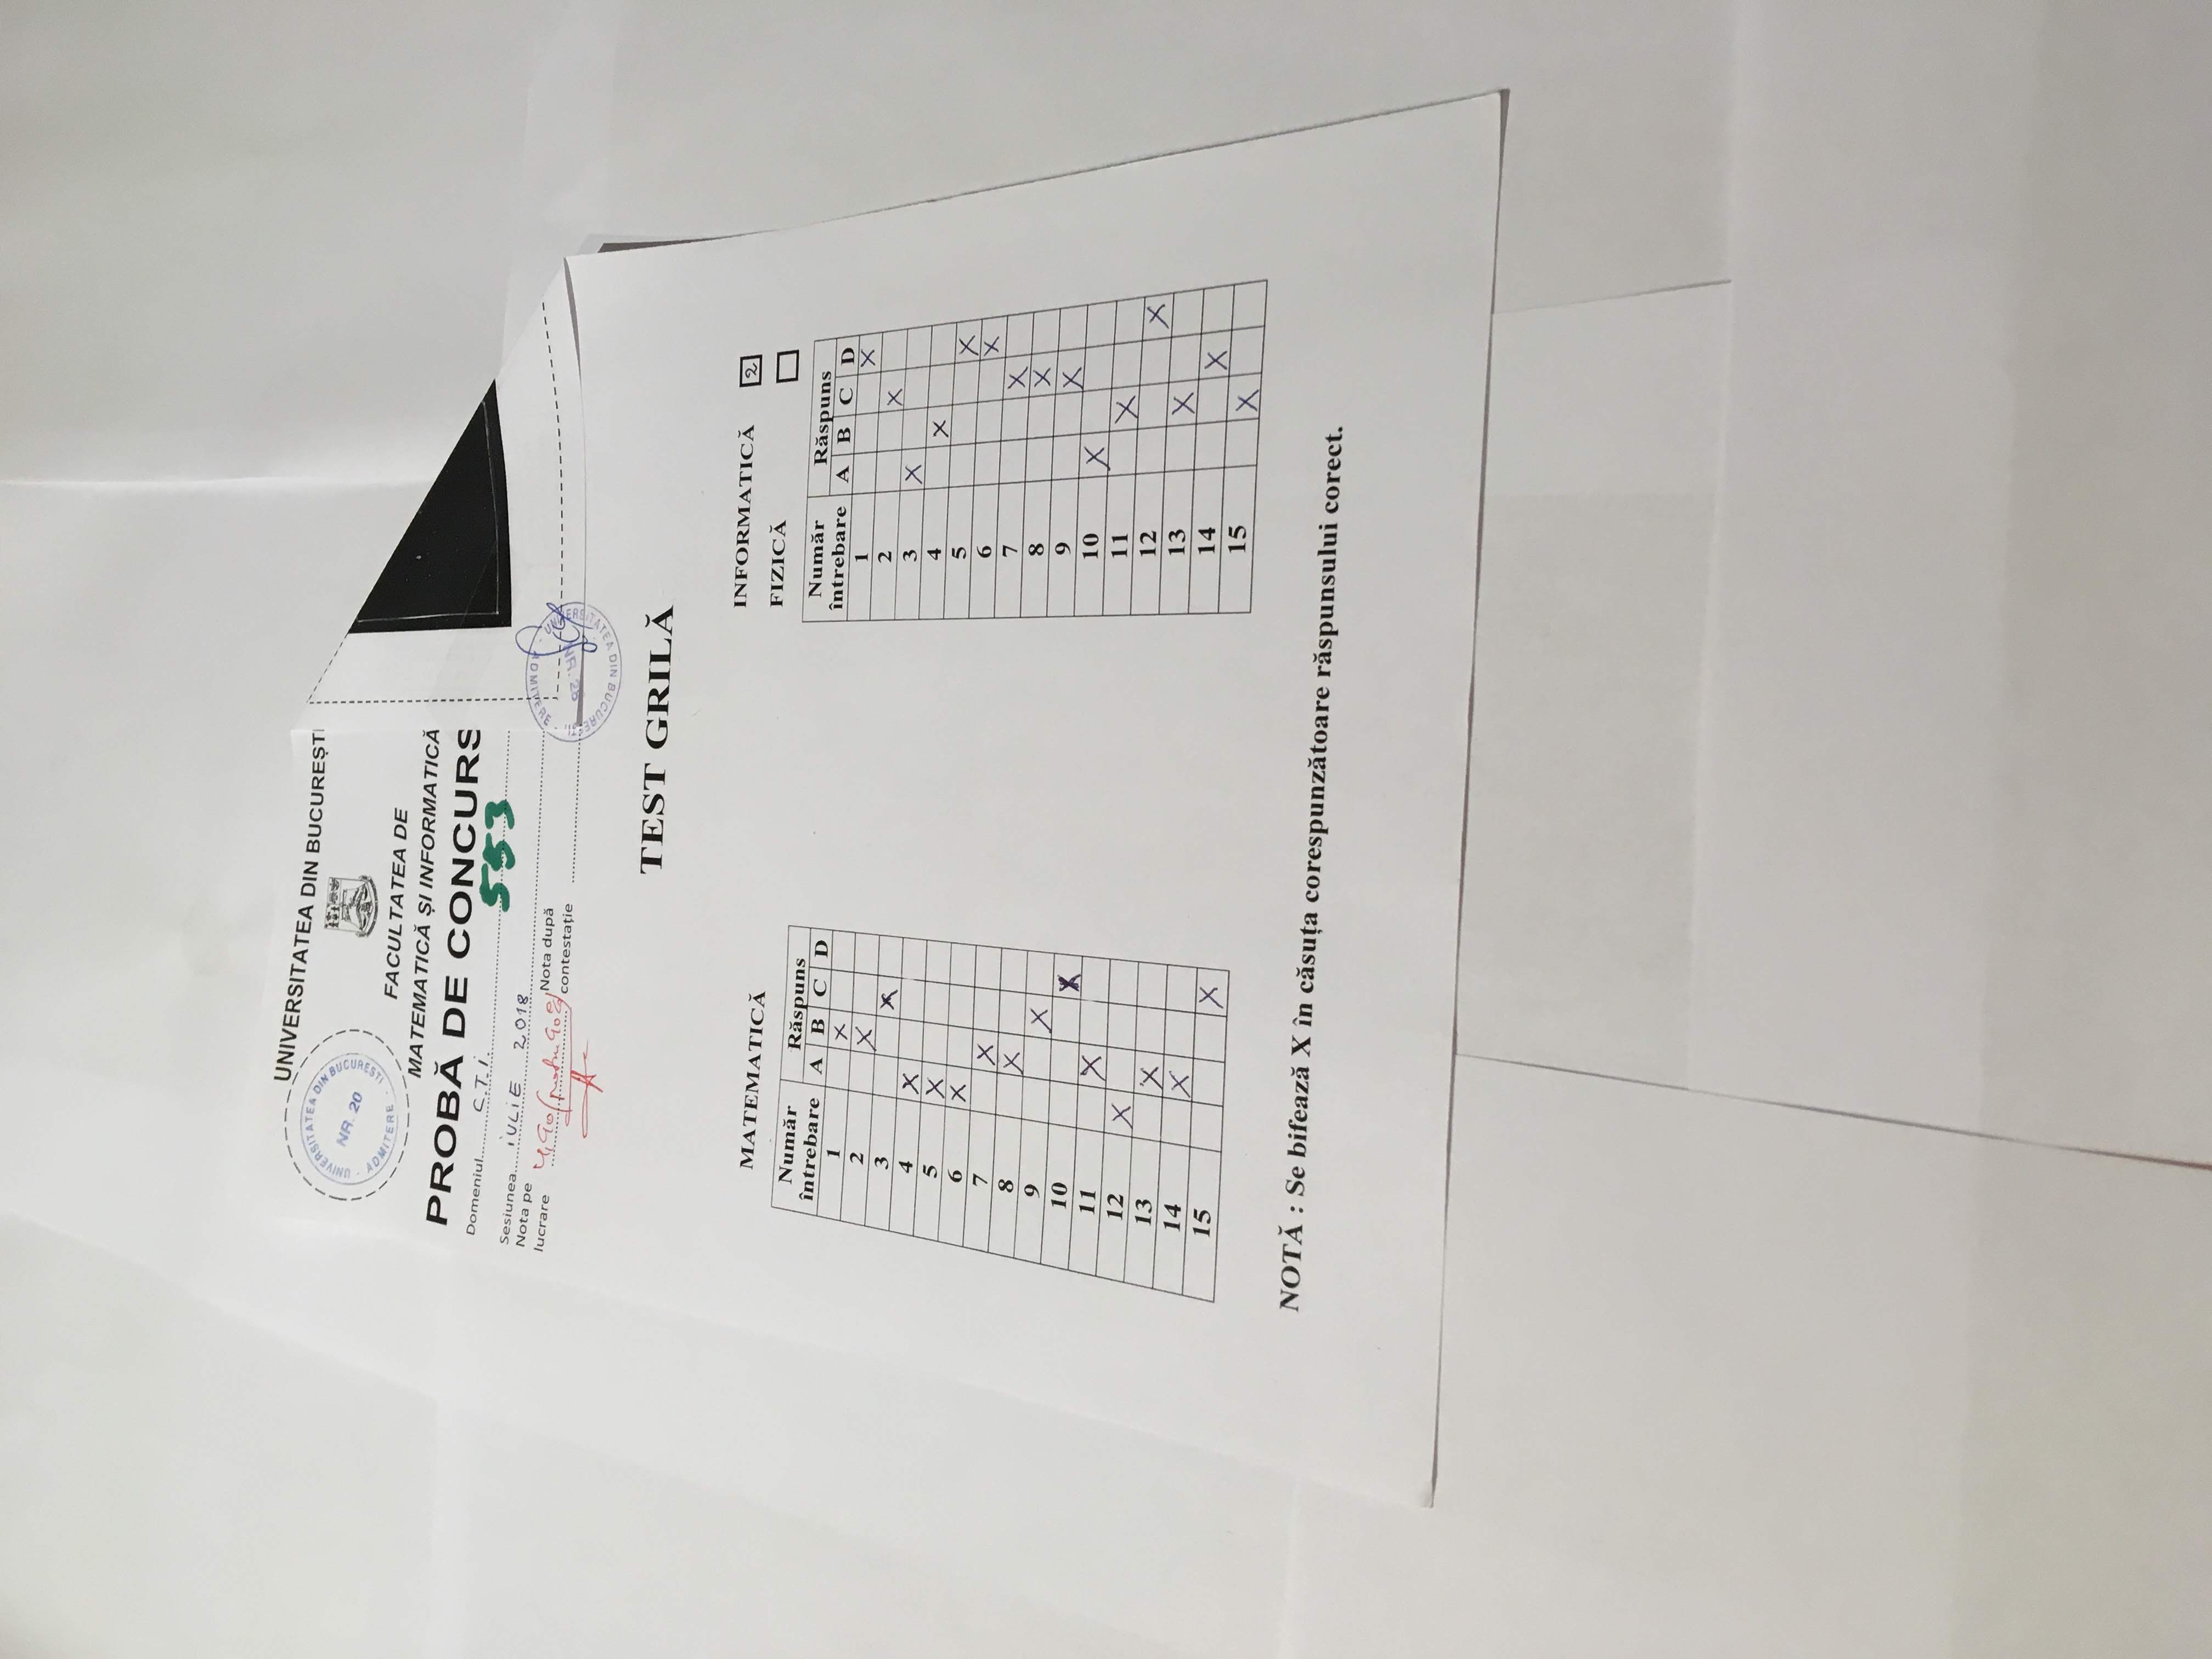 UNIVERSITATEA DIN BUCUREȘTI
UNIVERSITATEA DIN BUCUREȘTI
NR. 20
ADMITERE
FACULTATEA DE
MATEMATICĂ ȘI INFORMATICĂ
PROBĂ DE CONCURS
Domeniul C.T.I.
553
Sesiunea iULiE 2018
Nota pe
lucrare 4,90
Nota după
contestație
UNIVERSITATEA DIN BUCUREȘTI
ADMITERE
TEST GRILĂ
MATEMATICĂ
Număr
întrebare
Răspuns
A B C D
1 X
2 X
3 X
4 X
5 X
6 X
7 X
8 X
9 X
10 X
11 X
12 X
13 X
14 X
15 X
INFORMATICĂ 2
FIZICĂ
Număr
întrebare
Răspuns
A B C D
1 X
2 X
3 X
4 X
5 X
6 X
7 X
8 X
9 X
10 X
11 X
12 X
13 X
14 X
15 X
NOTĂ : Se bifează X în căsuța corespunzătoare răspunsului corect.